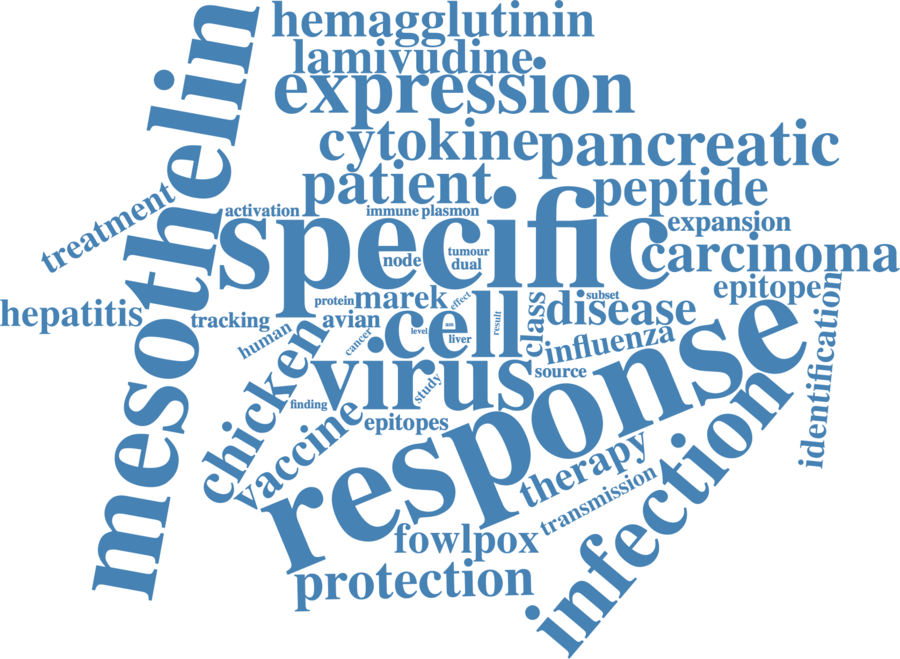 hemagglutinin
lamivudine
expression
mesothelin
cytokine
pancreatic
patient
peptide
treatment
activation
immune
plasmon
specific
expansion
node
tumour
dual
carcinoma
epitope
hepatitis
tracking
protein
marek
effect
subset
disease
avian
human
cancer
level
cell
liver
result
class
influenza
identification
chicken
virus
study
source
finding
vaccine
epitopes
response
therapy
transmission
infection
fowlpox
protection